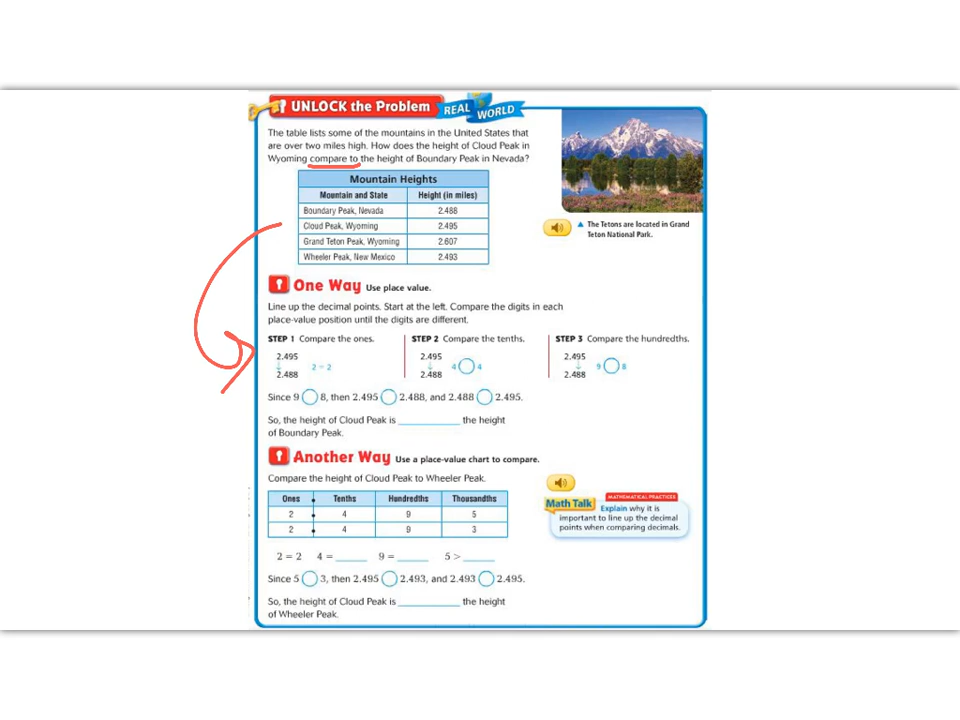 UNLOCK the Problem REAL WORLD
The table lists some of the mountains in the United States that
are over two miles high. How does the height of Cloud Peak in
Wyoming compare to the height of Boundary Peak in Nevada?
Mountain Heights
Mountain and State Height (in miles)
Boundary Peak, Nevada 2.488
Cloud Peak, Wyoming 2.495
Grand Teton Peak, Wyoming 2.607
Wheeler Peak, New Mexico 2.493
▲ The Tetons are located in Grand
Teton National Park.
One Way Use place value.
Line up the decimal points. Start at the left. Compare the digits in each
place-value position until the digits are different.
STEP 1 Compare the ones. STEP 2 Compare the tenths. STEP 3 Compare the hundredths.
2.495 2.495 2.495
↓ 2 = 2 ↓ 4 ◯ 4 ↓ 9 ◯ 8
2.488 2.488 2.488
Since 9 ◯ 8, then 2.495 ◯ 2.488, and 2.488 ◯ 2.495.
So, the height of Cloud Peak is ________ the height
of Boundary Peak.
Another Way Use a place-value chart to compare.
Compare the height of Cloud Peak to Wheeler Peak.
Ones • Tenths Hundredths Thousandths
2 • 4 9 5
2 • 4 9 3
2 = 2 4 = ____ 9 = ____ 5 > ____
Since 5 ◯ 3, then 2.495 ◯ 2.493, and 2.493 ◯ 2.495.
So, the height of Cloud Peak is ________ the height
of Wheeler Peak.
MATHEMATICAL PRACTICES
Math Talk Explain why it is
important to line up the decimal
points when comparing decimals.